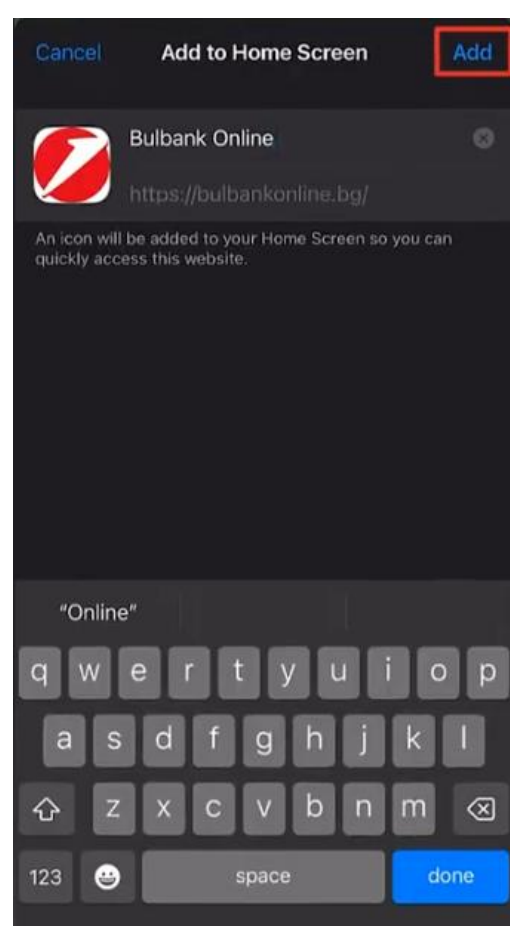 Cancel Add to Home Screen Add
Bulbank Online
https://bulbankonline.bg/
An icon will be added to your Home Screen so you can
quickly access this website.
“Online”
q w e r t y u i o p
a s d f g h j k l
z x c v b n m
123 space done